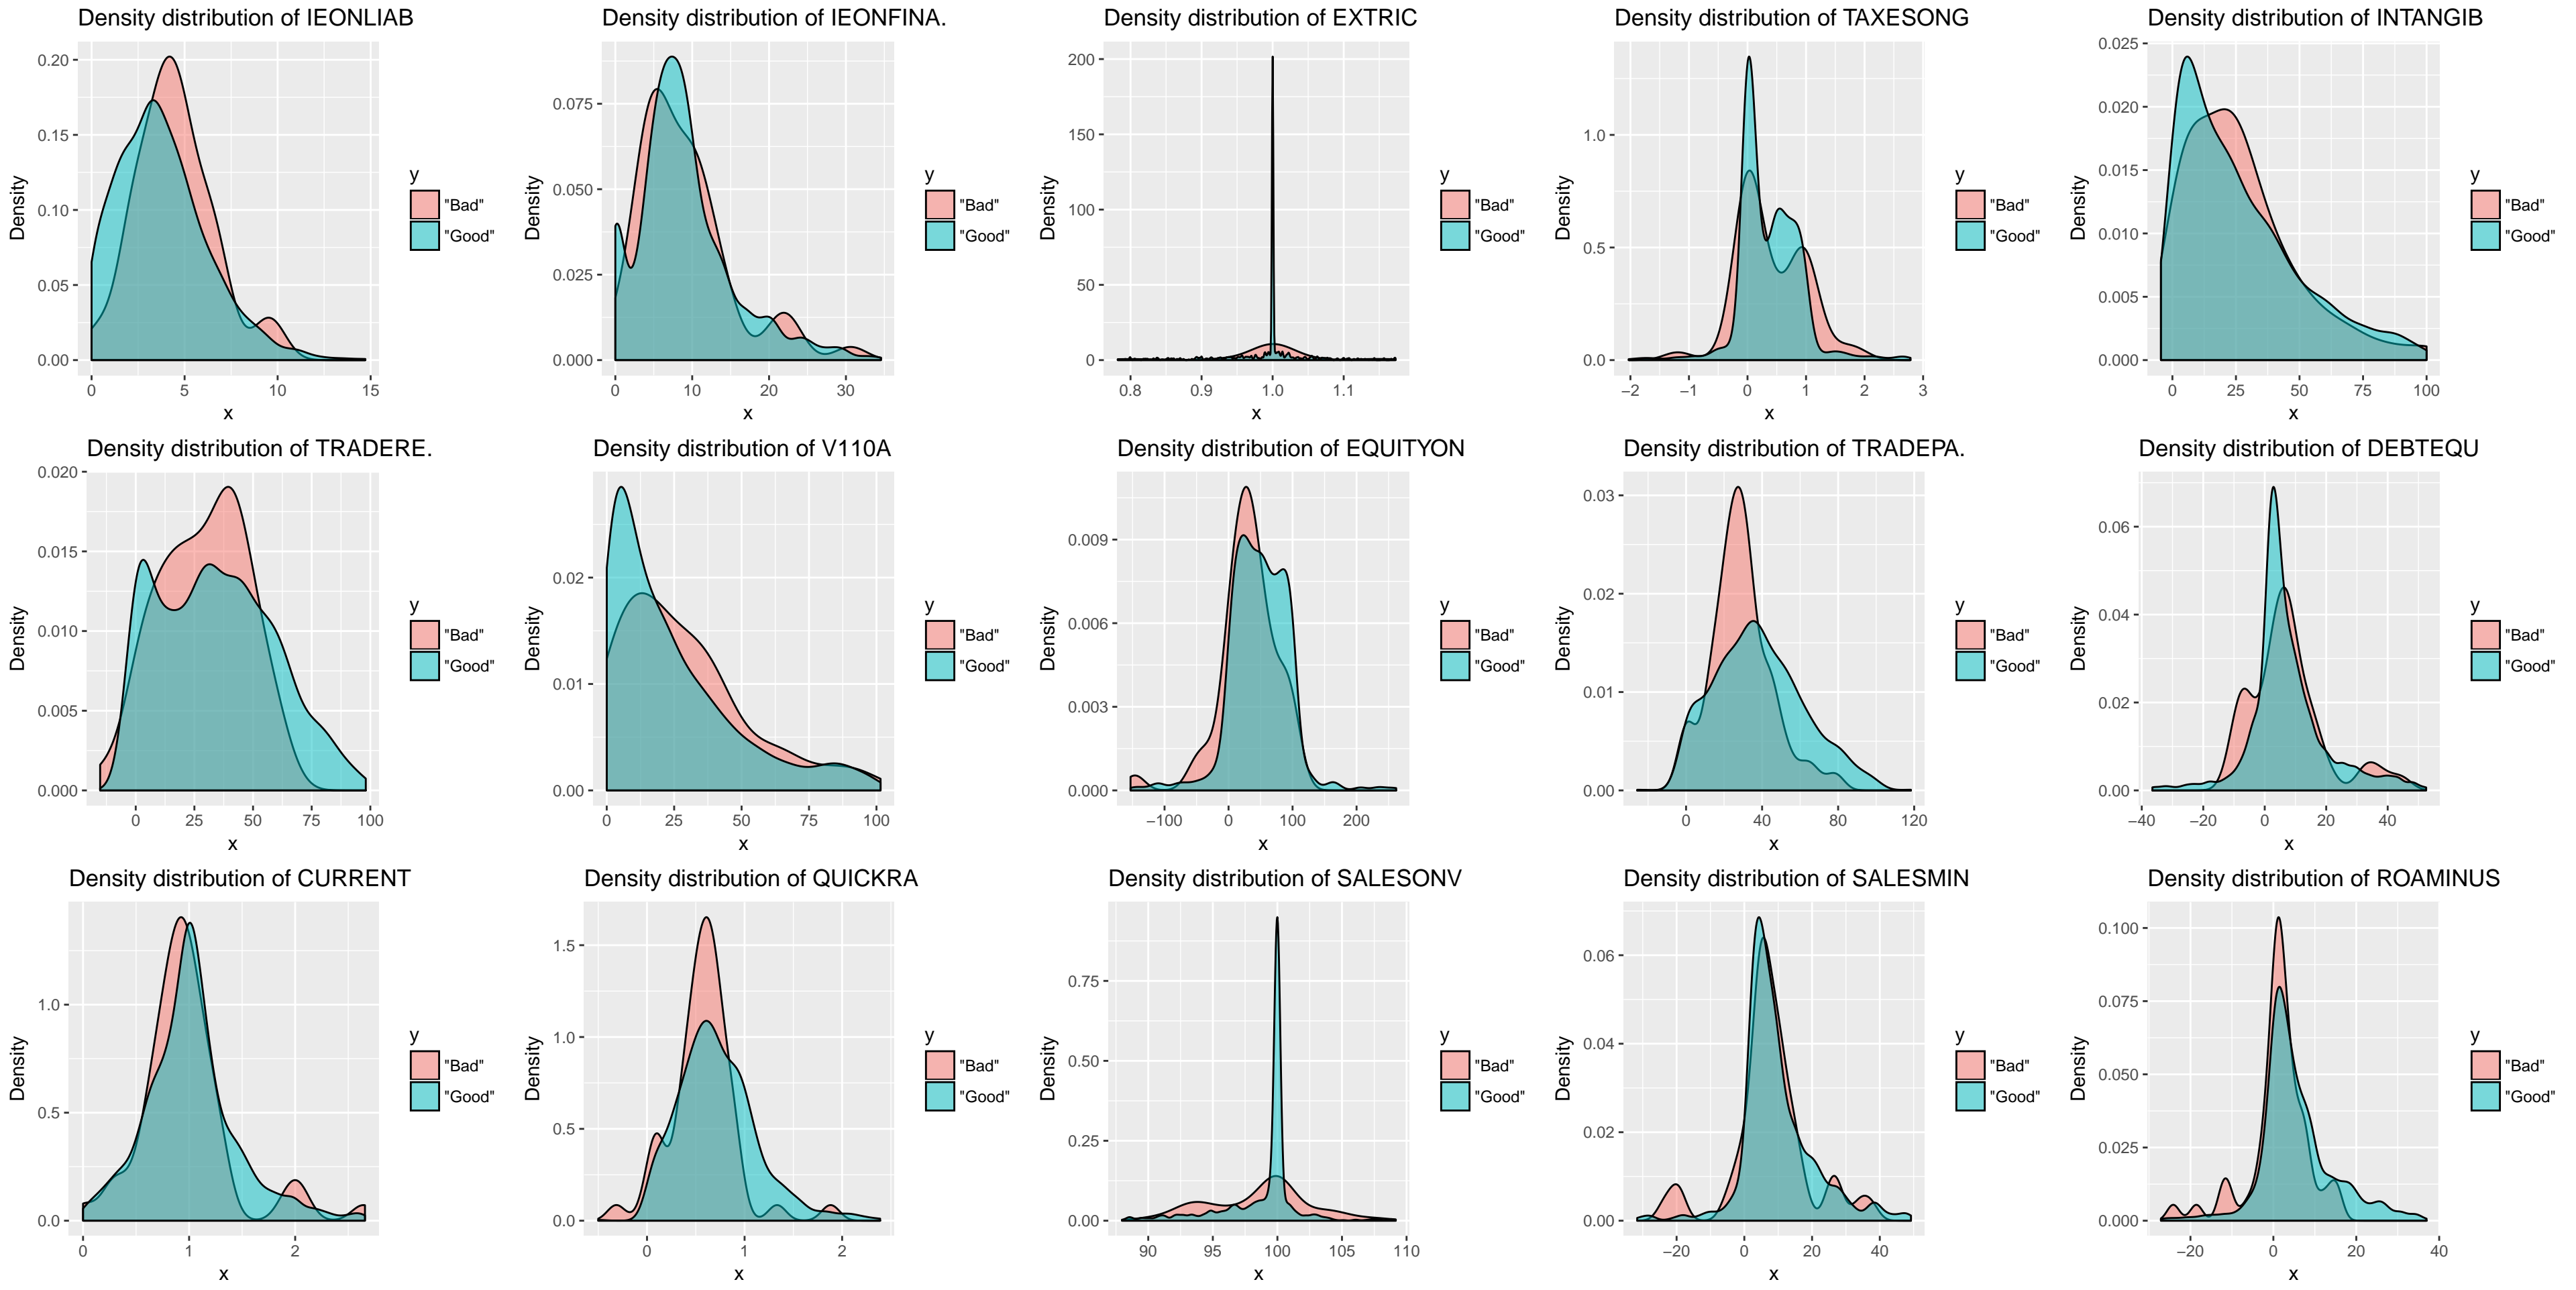 Density distribution of IEONLIAB
Density
0.20
0.15
0.10
0.05
0.00
0 5 10 15
x
y
"Bad"
"Good"
Density distribution of IEONFINA.
Density
0.075
0.050
0.025
0.000
0 10 20 30
x
y
"Bad"
"Good"
Density distribution of EXTRIC
Density
200
150
100
50
0
0.8 0.9 1.0 1.1
x
y
"Bad"
"Good"
Density distribution of TAXESONG
Density
1.0
0.5
0.0
−2 −1 0 1 2 3
x
y
"Bad"
"Good"
Density distribution of INTANGIB
Density
0.025
0.020
0.015
0.010
0.005
0.000
0 25 50 75 100
x
y
"Bad"
"Good"
Density distribution of TRADERE.
Density
0.020
0.015
0.010
0.005
0.000
0 25 50 75 100
x
y
"Bad"
"Good"
Density distribution of V110A
Density
0.02
0.01
0.00
0 25 50 75 100
x
y
"Bad"
"Good"
Density distribution of EQUITYON
Density
0.009
0.006
0.003
0.000
−100 0 100 200
x
y
"Bad"
"Good"
Density distribution of TRADEPA.
Density
0.03
0.02
0.01
0.00
0 40 80 120
x
y
"Bad"
"Good"
Density distribution of DEBTEQU
Density
0.06
0.04
0.02
0.00
−40 −20 0 20 40
x
y
"Bad"
"Good"
Density distribution of CURRENT
Density
1.0
0.5
0.0
0 1 2
x
y
"Bad"
"Good"
Density distribution of QUICKRA
Density
1.5
1.0
0.5
0.0
0 1 2
x
y
"Bad"
"Good"
Density distribution of SALESONV
Density
0.75
0.50
0.25
0.00
90 95 100 105 110
x
y
"Bad"
"Good"
Density distribution of SALESMIN
Density
0.06
0.04
0.02
0.00
−20 0 20 40
x
y
"Bad"
"Good"
Density distribution of ROAMINUS
Density
0.100
0.075
0.050
0.025
0.000
−20 0 20 40
x
y
"Bad"
"Good"